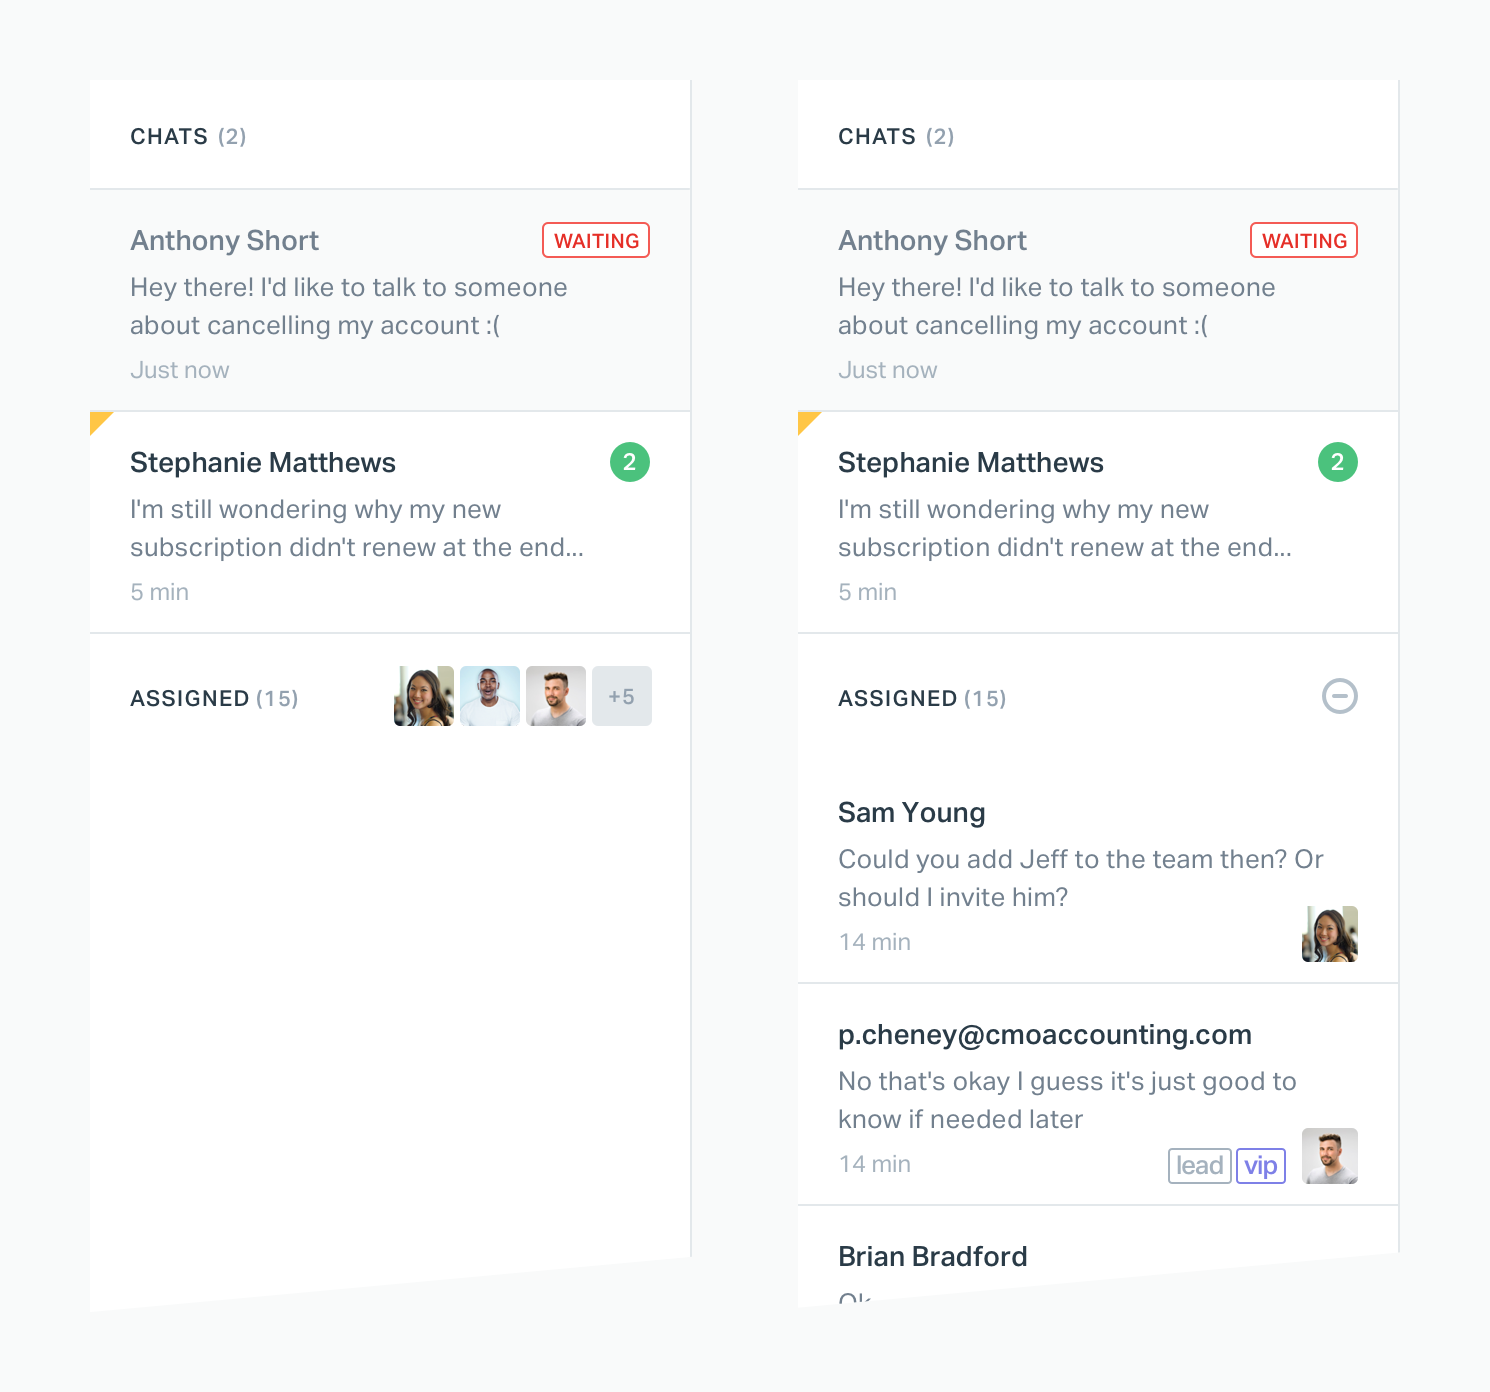 CHATS (2)
Anthony Short WAITING
Hey there! I'd like to talk to someone
about cancelling my account :(
Just now
Stephanie Matthews 2
I'm still wondering why my new
subscription didn't renew at the end...
5 min
ASSIGNED (15) +5
CHATS (2)
Anthony Short WAITING
Hey there! I'd like to talk to someone
about cancelling my account :(
Just now
Stephanie Matthews 2
I'm still wondering why my new
subscription didn't renew at the end...
5 min
ASSIGNED (15)
Sam Young
Could you add Jeff to the team then? Or
should I invite him?
14 min
p.cheney@cmoaccounting.com
No that's okay I guess it's just good to
know if needed later
14 min lead vip
Brian Bradford